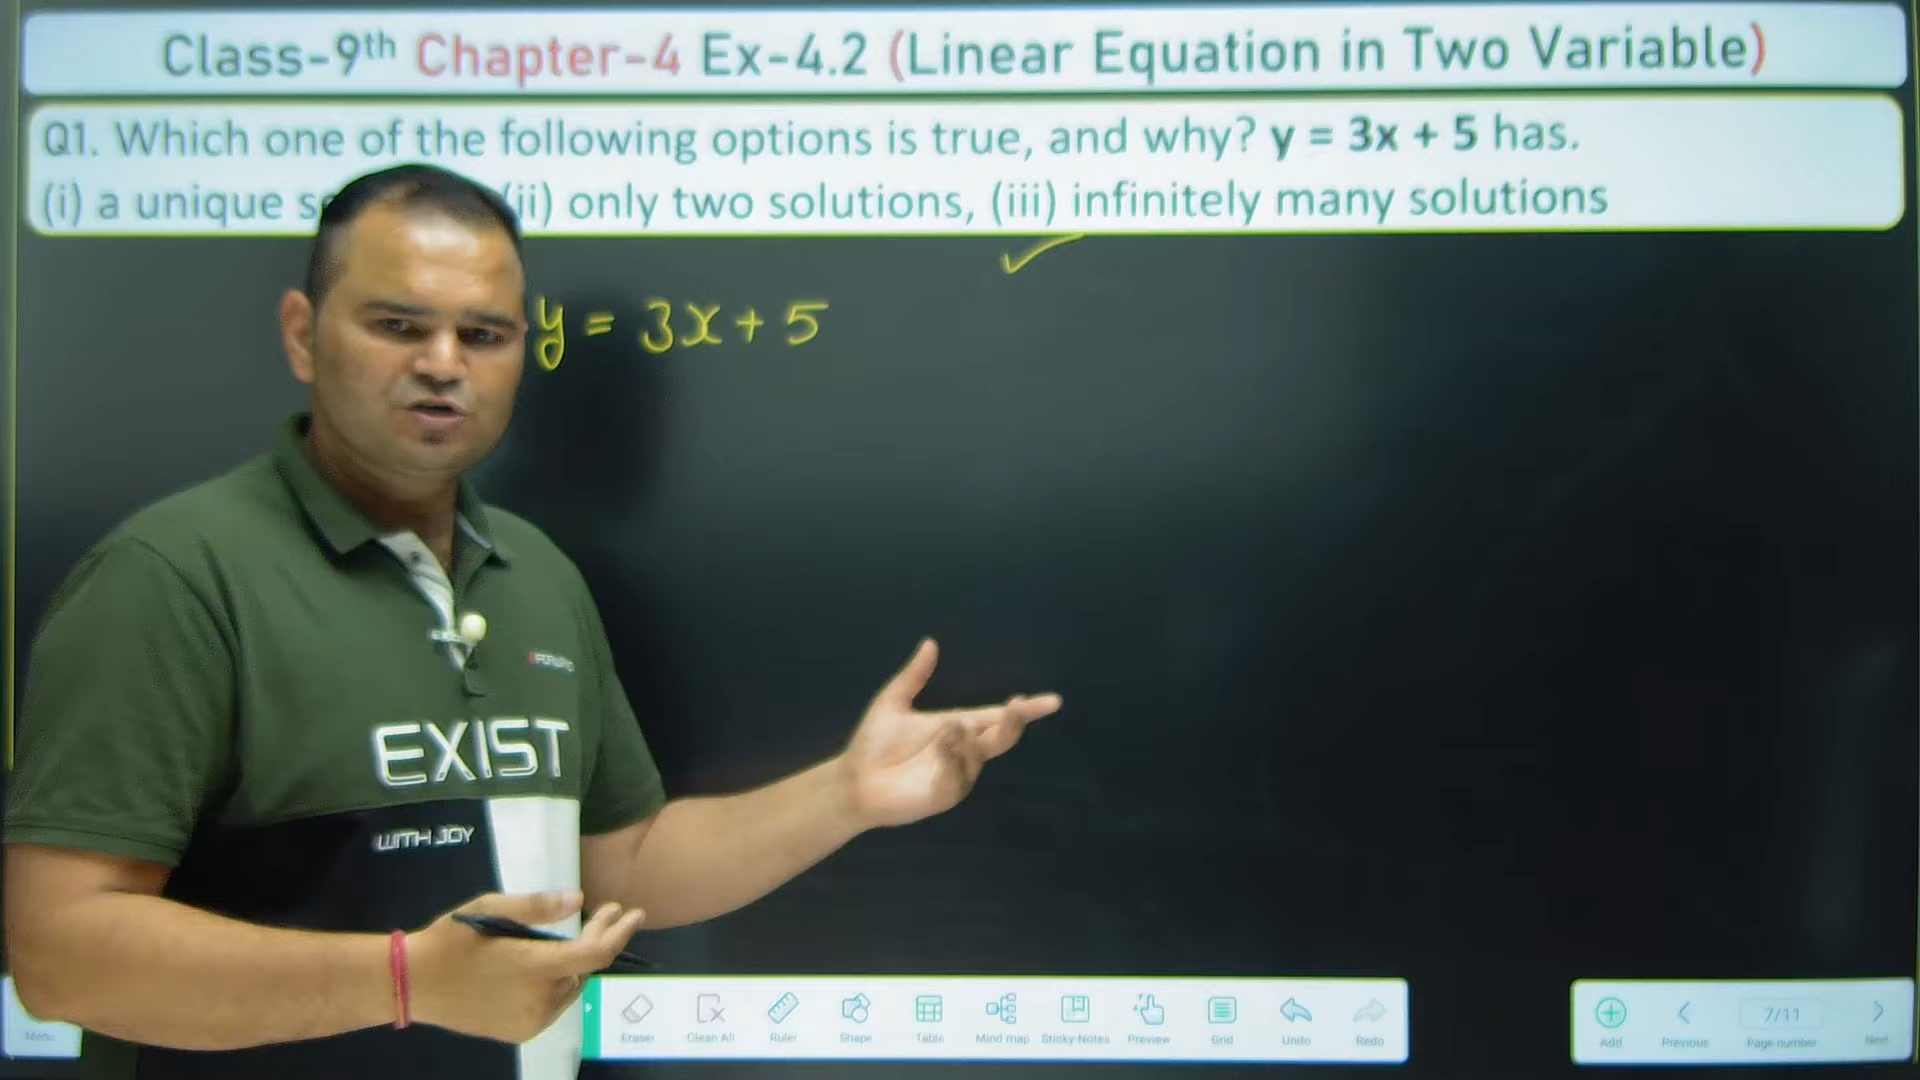 Class-9th Chapter-4 Ex-4.2 (Linear Equation in Two Variable)
Q1. Which one of the following options is true, and why? y = 3x + 5 has.
(i) a unique (ii) only two solutions, (iii) infinitely many solutions
y = 3x + 5
EXIST
WITH JOY
Menu
Eraser Clean All Ruler Shape Table Mind map Sticky Notes Preview Grid Undo Redo
Add Previous 7/11 Page number Next